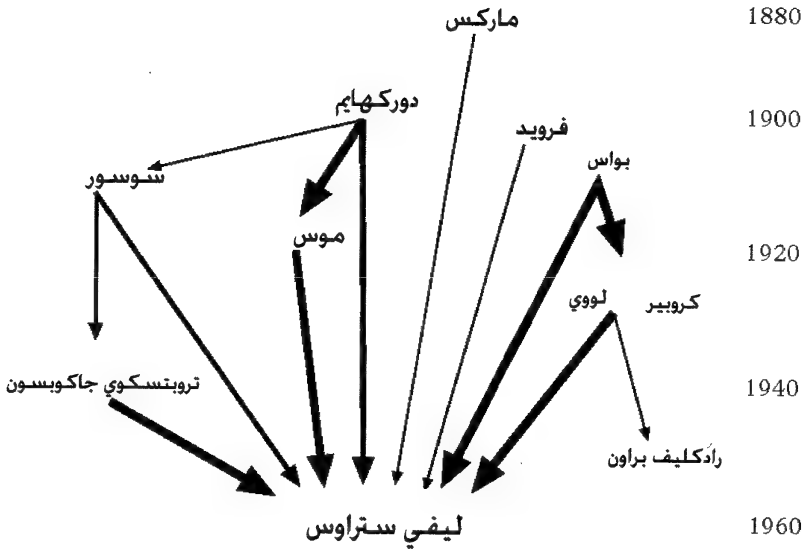 ماركس 1880
دوركهايم 1900
فرويد
بواس
سوسور
موس
1920
لووي كروبير
تروبتسكوي جاكوبسون 1940
رادكليف براون
ليفي ستراوس 1960